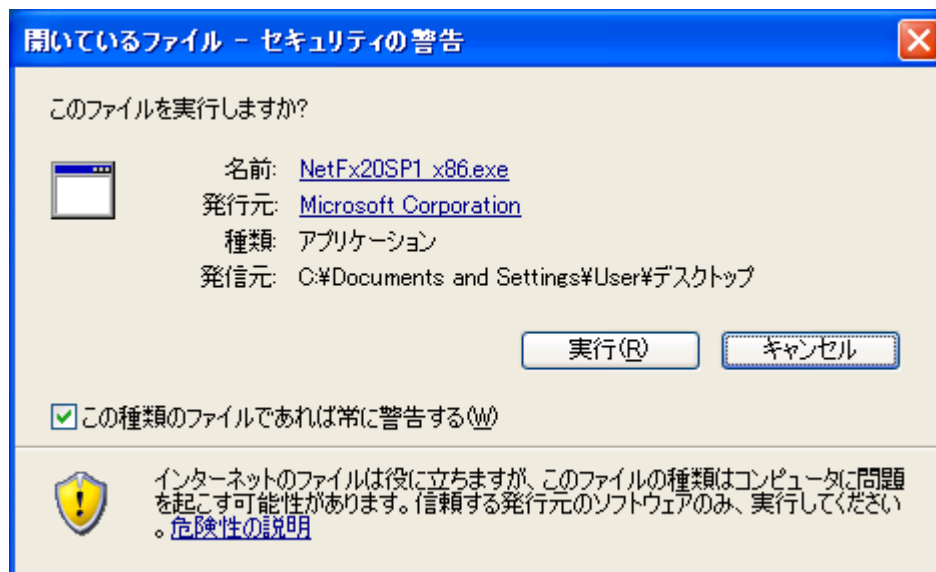 開いているファイル - セキュリティの警告
このファイルを実行しますか?
名前: NetFx20SP1_x86.exe
発行元: Microsoft Corporation
種類: アプリケーション
発信元: C:¥Documents and Settings¥User¥デスクトップ
実行(R) キャンセル
この種類のファイルであれば常に警告する(W)
インターネットのファイルは役に立ちますが、このファイルの種類はコンピュータに問題
を起こす可能性があります。信頼する発行元のソフトウェアのみ、実行してください
。危険性の説明